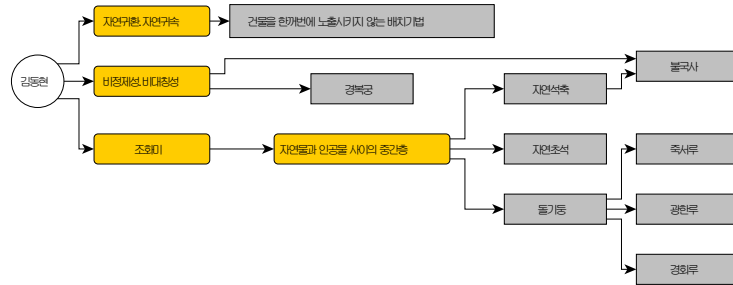 김동현
자연귀환.자연귀속
건물을 한꺼번에 노출시키지 않는 배치기법
비정제성.비대칭성
경복궁
불국사
조화미
자연물과 인공물 사이의 중간층
자연석축
자연초석
돌기둥
죽서루
광한루
경회루